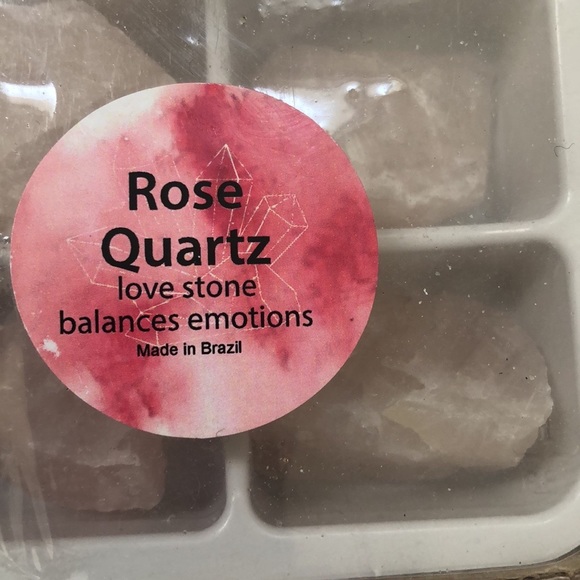 Rose
Quartz
love stone
balances emotions
Made in Brazil